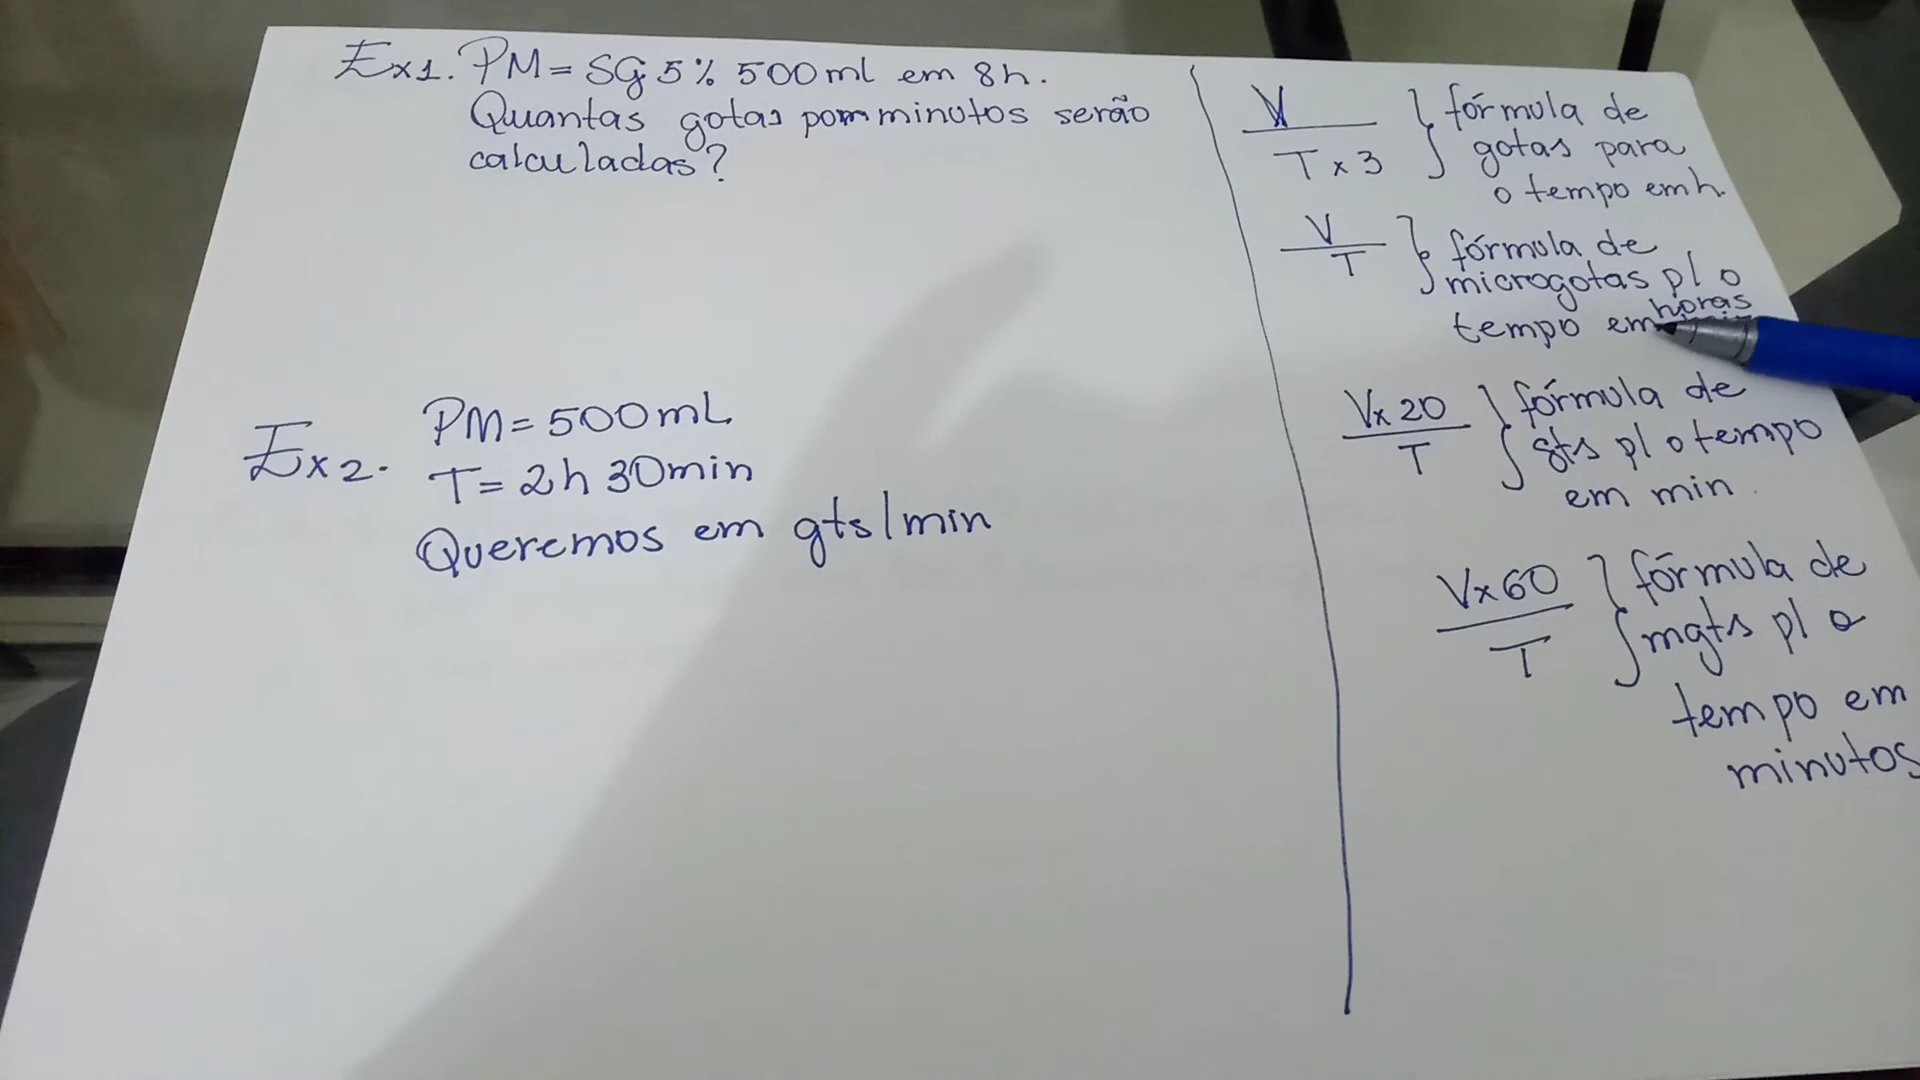 Ex1. PM = SG 5% 500ml em 8h.
Quantas gotas por minutos serão
calculadas?
Ex2. PM = 500mL
T = 2h 30min
Queremos em gts/min
V
T x 3
} fórmula de
gotas para
o tempo em h.
V
T
} fórmula de
microgotas p/ o
tempo em horas
Vx 20
T
} fórmula de
gts p/ o tempo
em min.
Vx60
T
} fórmula de
mgts p/ o
tempo em
minutos